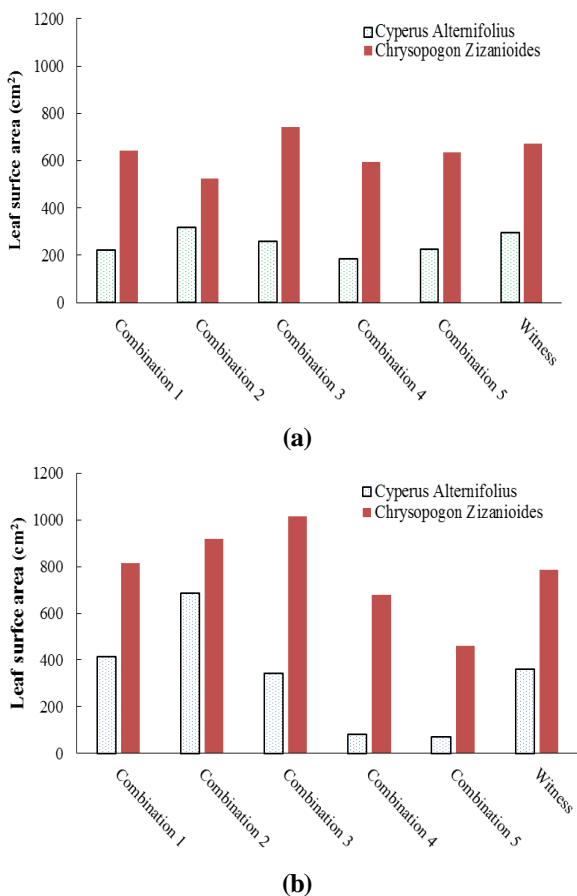 1200
1000
800
600
400
200
0
Leaf surfce area (cm²)
Cyperus Alternifolius
Chrysopogon Zizanioides
Combination 1
Combination 2
Combination 3
Combination 4
Combination 5
Witness
(a)
1200
1000
800
600
400
200
0
Leaf surfce area (cm²)
Cyperus Alternifolius
Chrysopogon Zizanioides
Combination 1
Combination 2
Combination 3
Combination 4
Combination 5
Witness
(b)